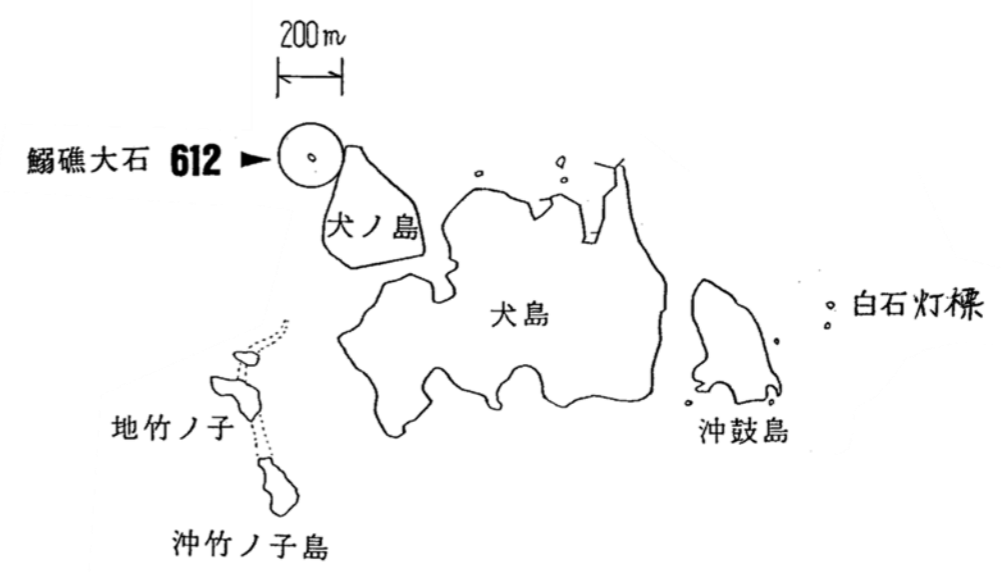 200m
鰯礁大石 612
犬ノ島
犬島
白石灯標
地竹ノ子
沖鼓島
沖竹ノ子島